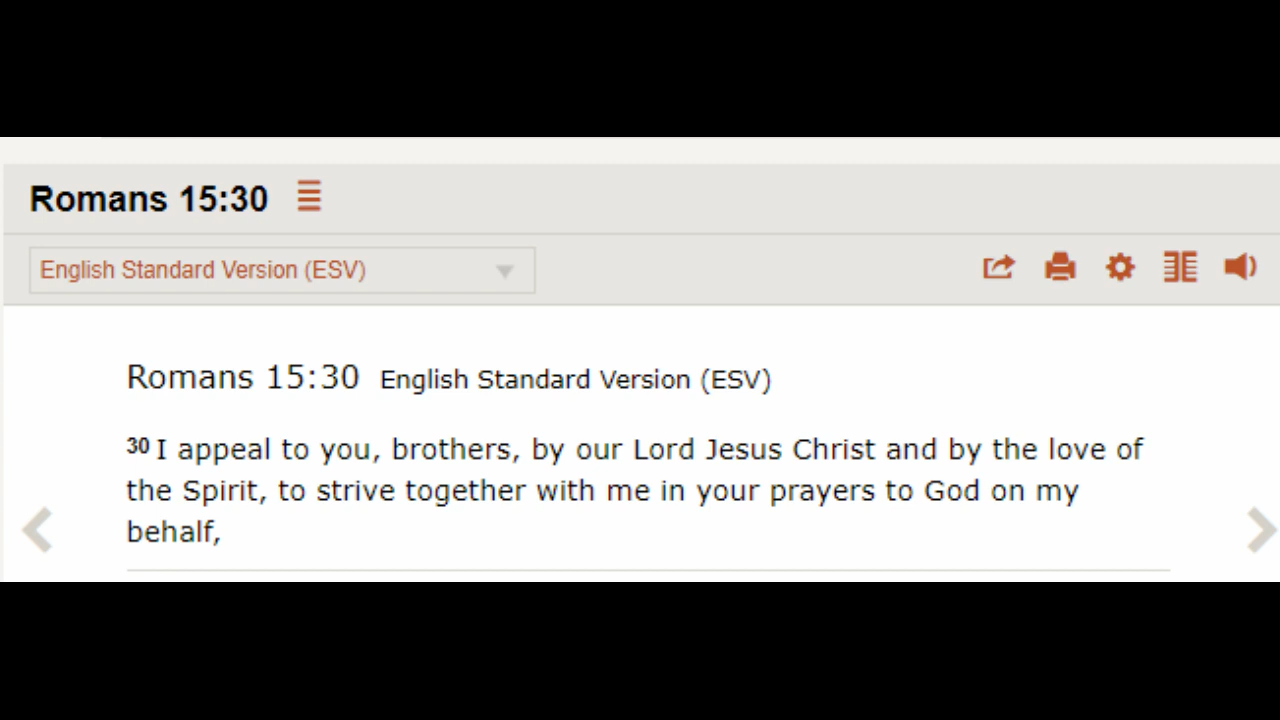 Romans 15:30
English Standard Version (ESV)
Romans 15:30 English Standard Version (ESV)
30 I appeal to you, brothers, by our Lord Jesus Christ and by the love of
the Spirit, to strive together with me in your prayers to God on my
behalf,